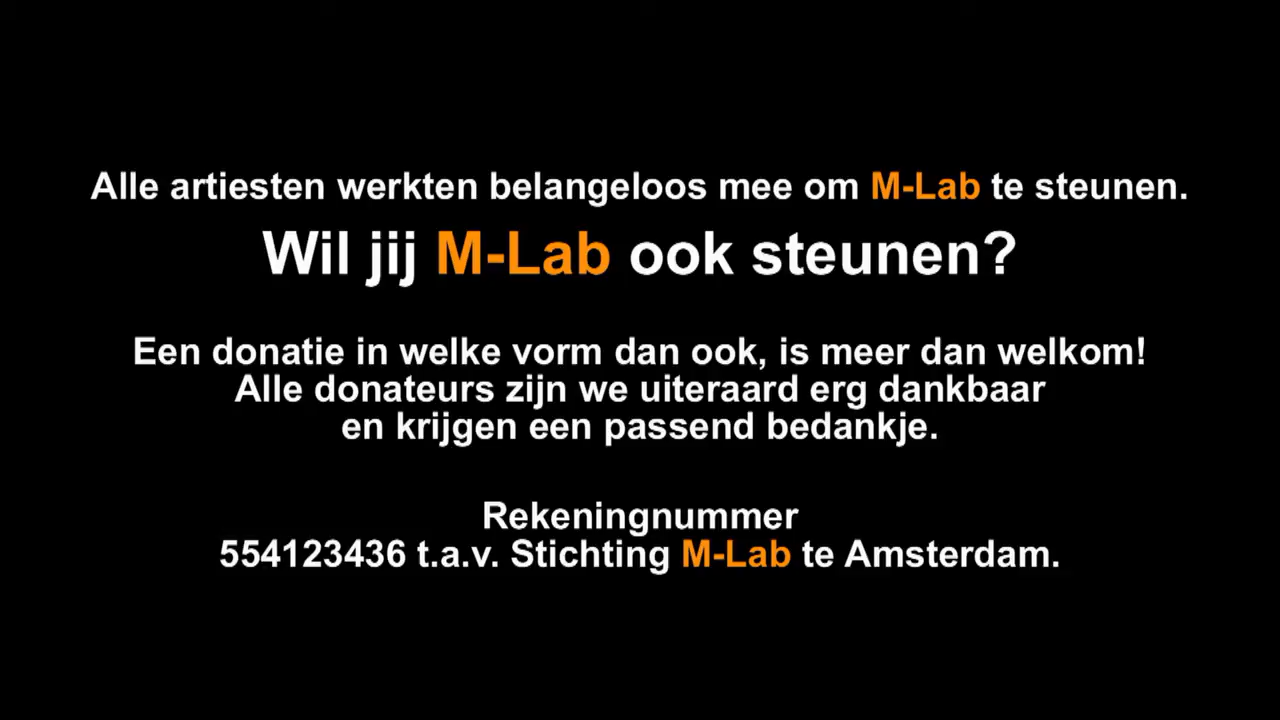 Alle artiesten werkten belangeloos mee om M-Lab te steunen.
Wil jij M-Lab ook steunen?
Een donatie in welke vorm dan ook, is meer dan welkom!
Alle donateurs zijn we uiteraard erg dankbaar
en krijgen een passend bedankje.
Rekeningnummer
554123436 t.a.v. Stichting M-Lab te Amsterdam.